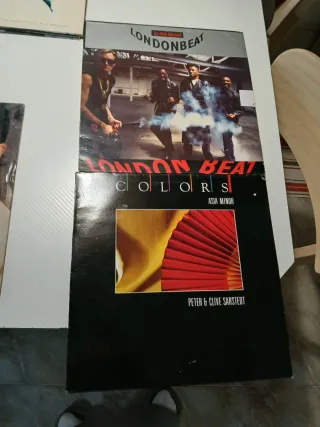 LONDONBEAT
LONDON BEAT
COLORS
ASIA MINOR
PETER & CLIVE SARSTEDT